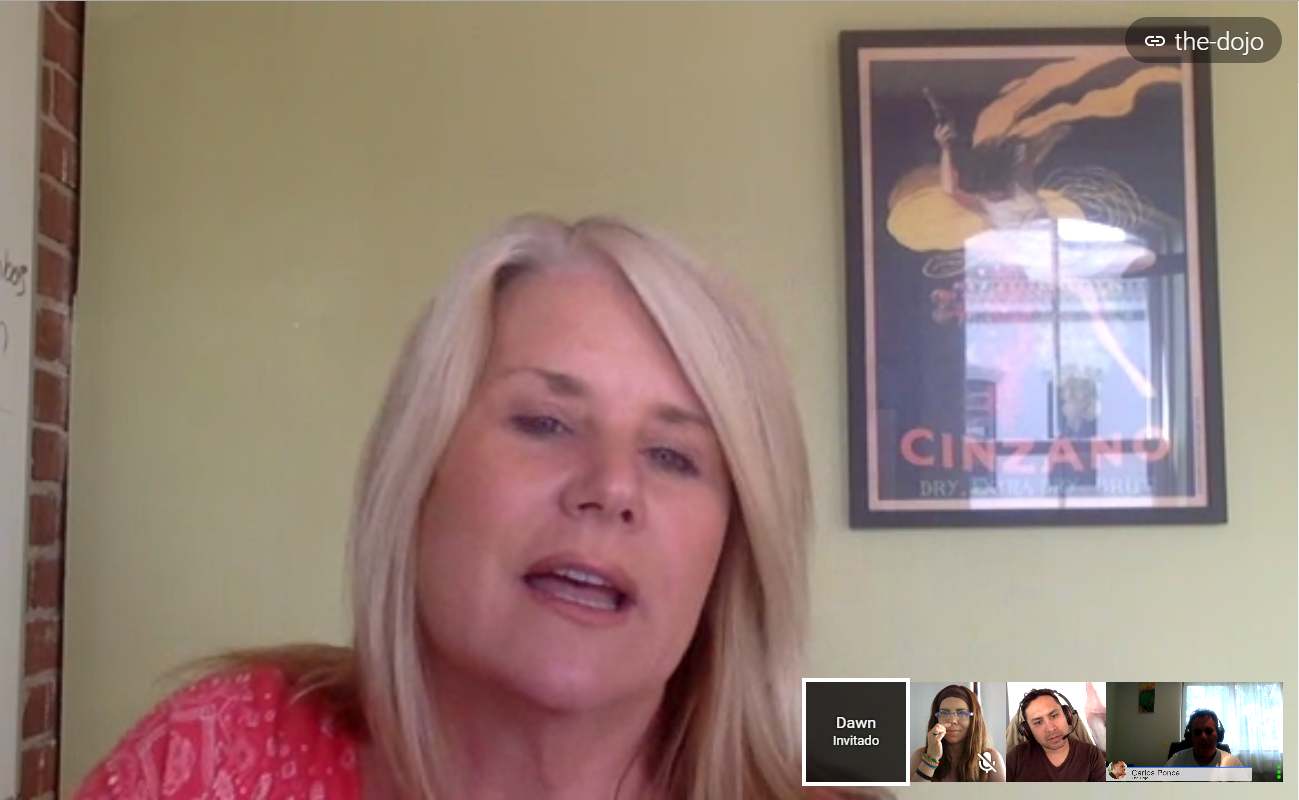 the-dojo
CINZANO
DRY, EXTRA DRY BRUT
Dawn
Invitado
Carlos Ponce